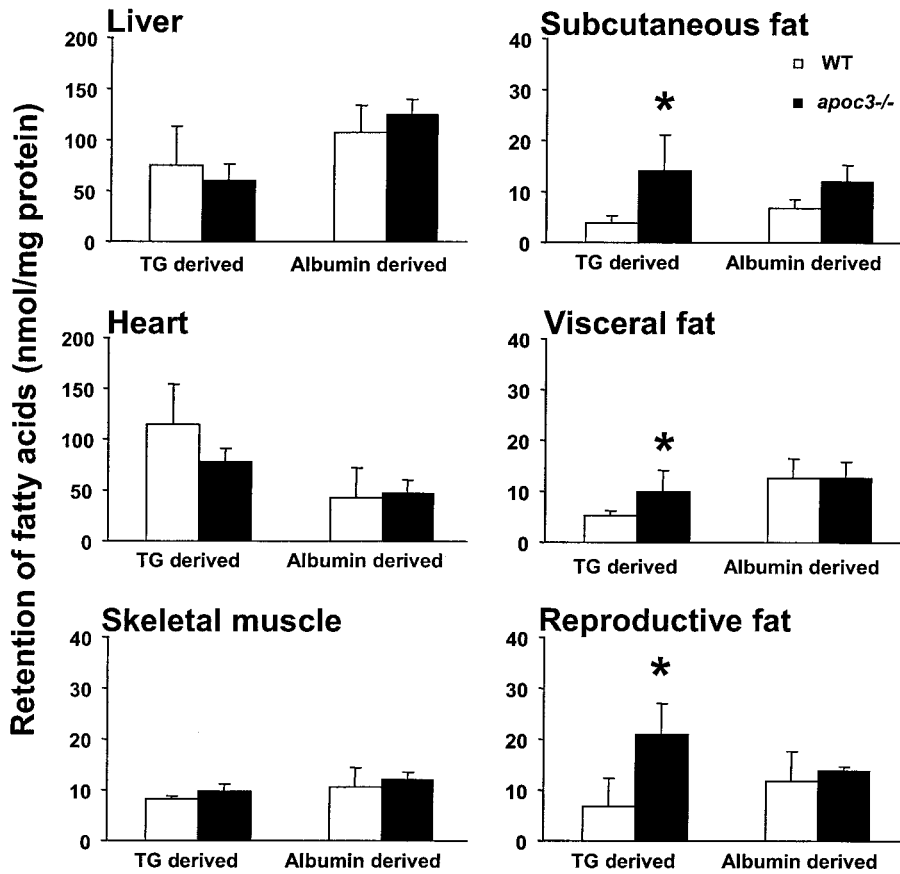 Retention of fatty acids (nmol/mg protein)
Liver
200
150
100
50
0
TG derived Albumin derived
Subcutaneous fat
WT
apoc3-/-
*
40
30
20
10
0
TG derived Albumin derived
Heart
200
150
100
50
0
TG derived Albumin derived
Visceral fat
*
40
30
20
10
0
TG derived Albumin derived
Skeletal muscle
40
30
20
10
0
TG derived Albumin derived
Reproductive fat
*
40
30
20
10
0
TG derived Albumin derived